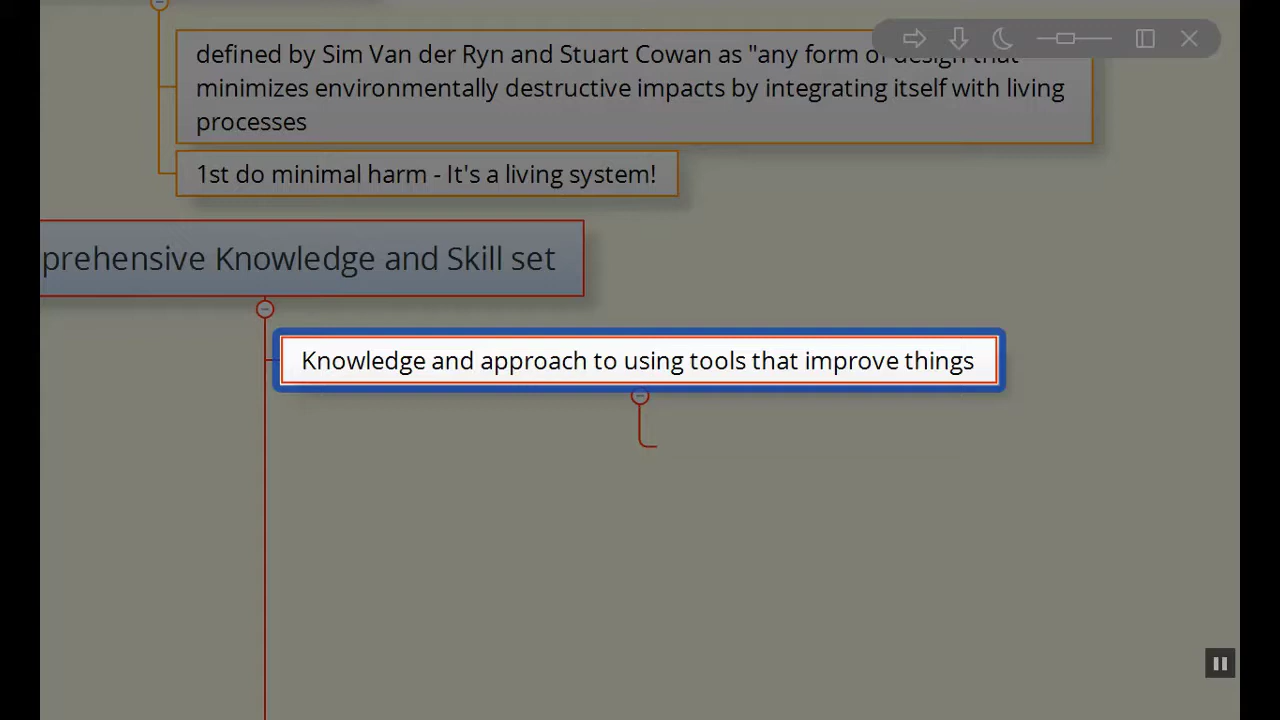 defined by Sim Van der Ryn and Stuart Cowan as "any form of design that
minimizes environmentally destructive impacts by integrating itself with living
processes
1st do minimal harm - It's a living system!
prehensive Knowledge and Skill set
Knowledge and approach to using tools that improve things